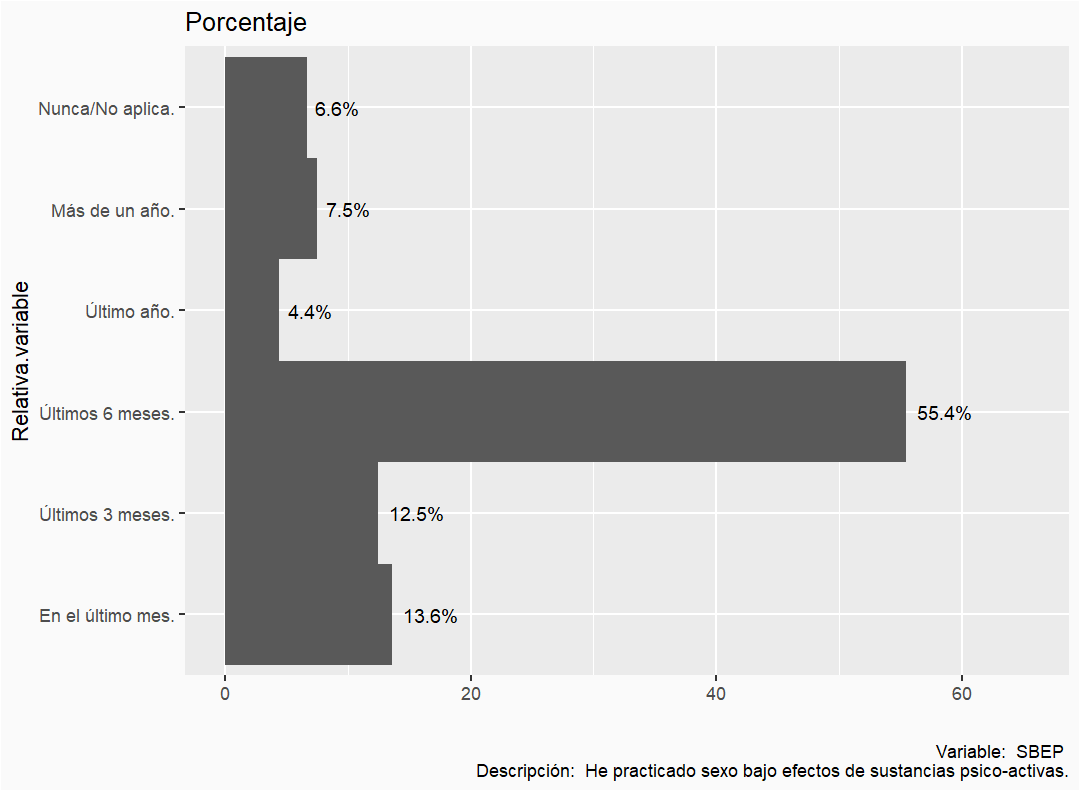 Porcentaje
Relativa.variable
Nunca/No aplica.
6.6%
Más de un año.
7.5%
Último año.
4.4%
Últimos 6 meses.
55.4%
Últimos 3 meses.
12.5%
En el último mes.
13.6%
0 20 40 60
Variable: SBEP
Descripción: He practicado sexo bajo efectos de sustancias psico-activas.